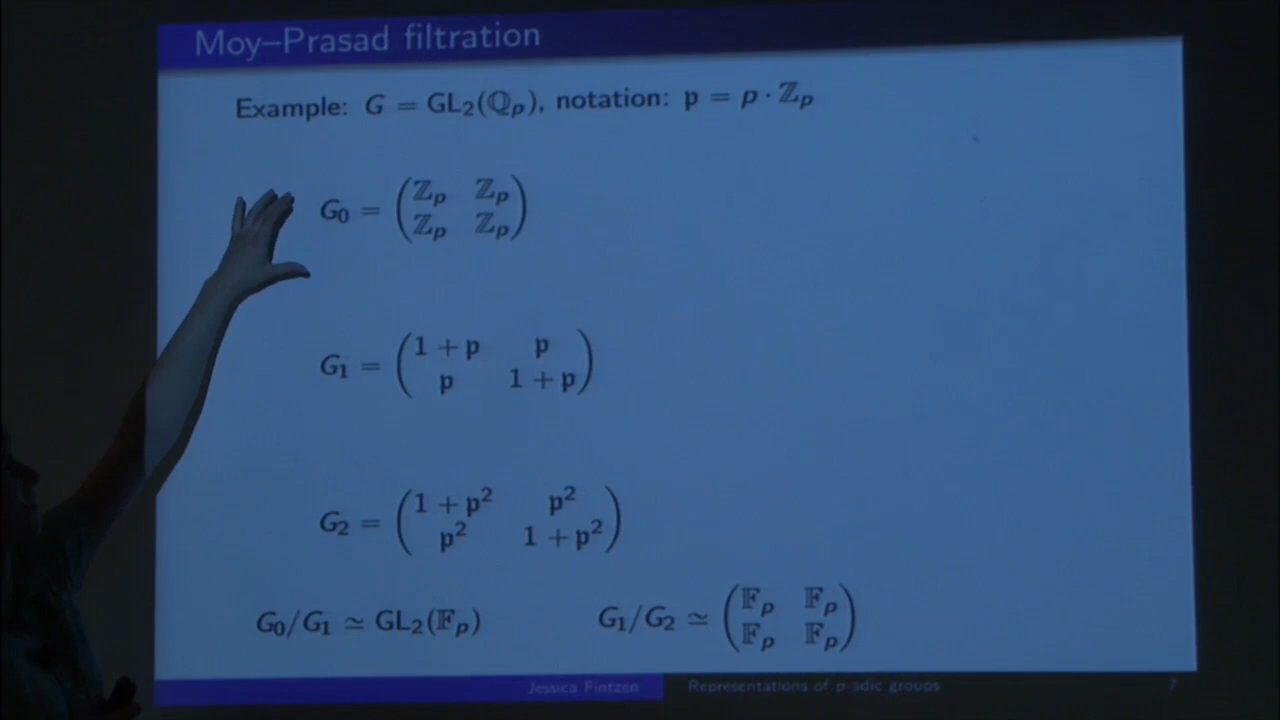 Moy–Prasad filtration
Example: G = GL₂(ℚₚ), notation: 𝔭 = p · ℤₚ
G₀ = ( ℤₚ ℤₚ
ℤₚ ℤₚ )
G₁ = ( 1 + 𝔭 𝔭
𝔭 1 + 𝔭 )
G₂ = ( 1 + 𝔭² 𝔭²
𝔭² 1 + 𝔭² )
G₀/G₁ ≃ GL₂(𝔽ₚ) G₁/G₂ ≃ ( 𝔽ₚ 𝔽ₚ
𝔽ₚ 𝔽ₚ )
Jessica Fintzen Representations of p-adic groups 7